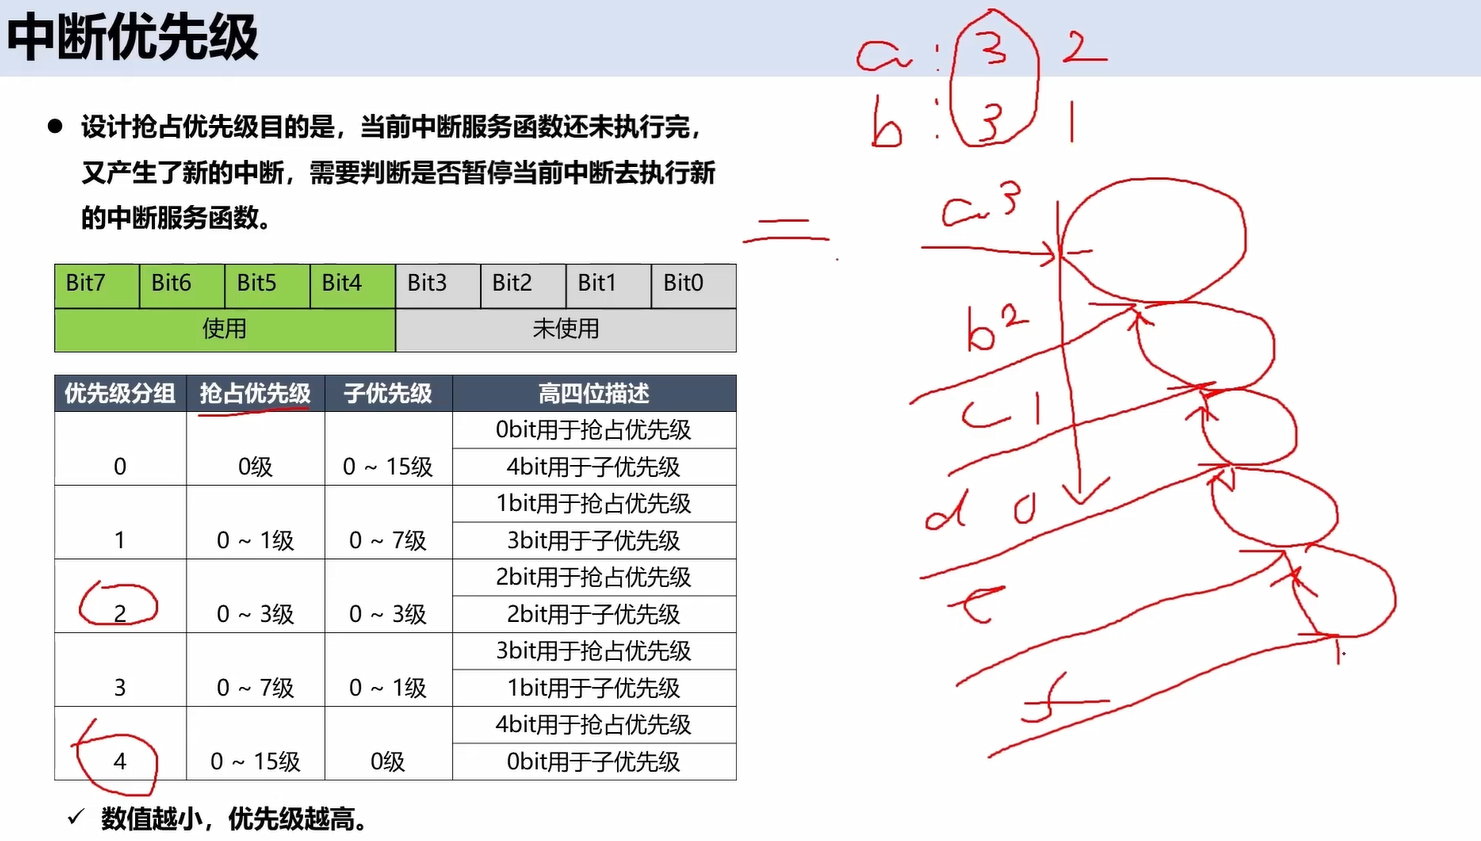 中断优先级
a : 3 2
b : 3 1
● 设计抢占优先级目的是，当前中断服务函数还未执行完，
又产生了新的中断，需要判断是否暂停当前中断去执行新
的中断服务函数。
Bit7 Bit6 Bit5 Bit4 Bit3 Bit2 Bit1 Bit0
使用 未使用
优先级分组 抢占优先级 子优先级 高四位描述
0 0级 0 ~ 15级 0bit用于抢占优先级
4bit用于子优先级
1 0 ~ 1级 0 ~ 7级 1bit用于抢占优先级
3bit用于子优先级
2 0 ~ 3级 0 ~ 3级 2bit用于抢占优先级
2bit用于子优先级
3 0 ~ 7级 0 ~ 1级 3bit用于抢占优先级
1bit用于子优先级
4 0 ~ 15级 0级 4bit用于抢占优先级
0bit用于子优先级
✓ 数值越小，优先级越高。
a 3
b 2
c 1
d 0
e
f